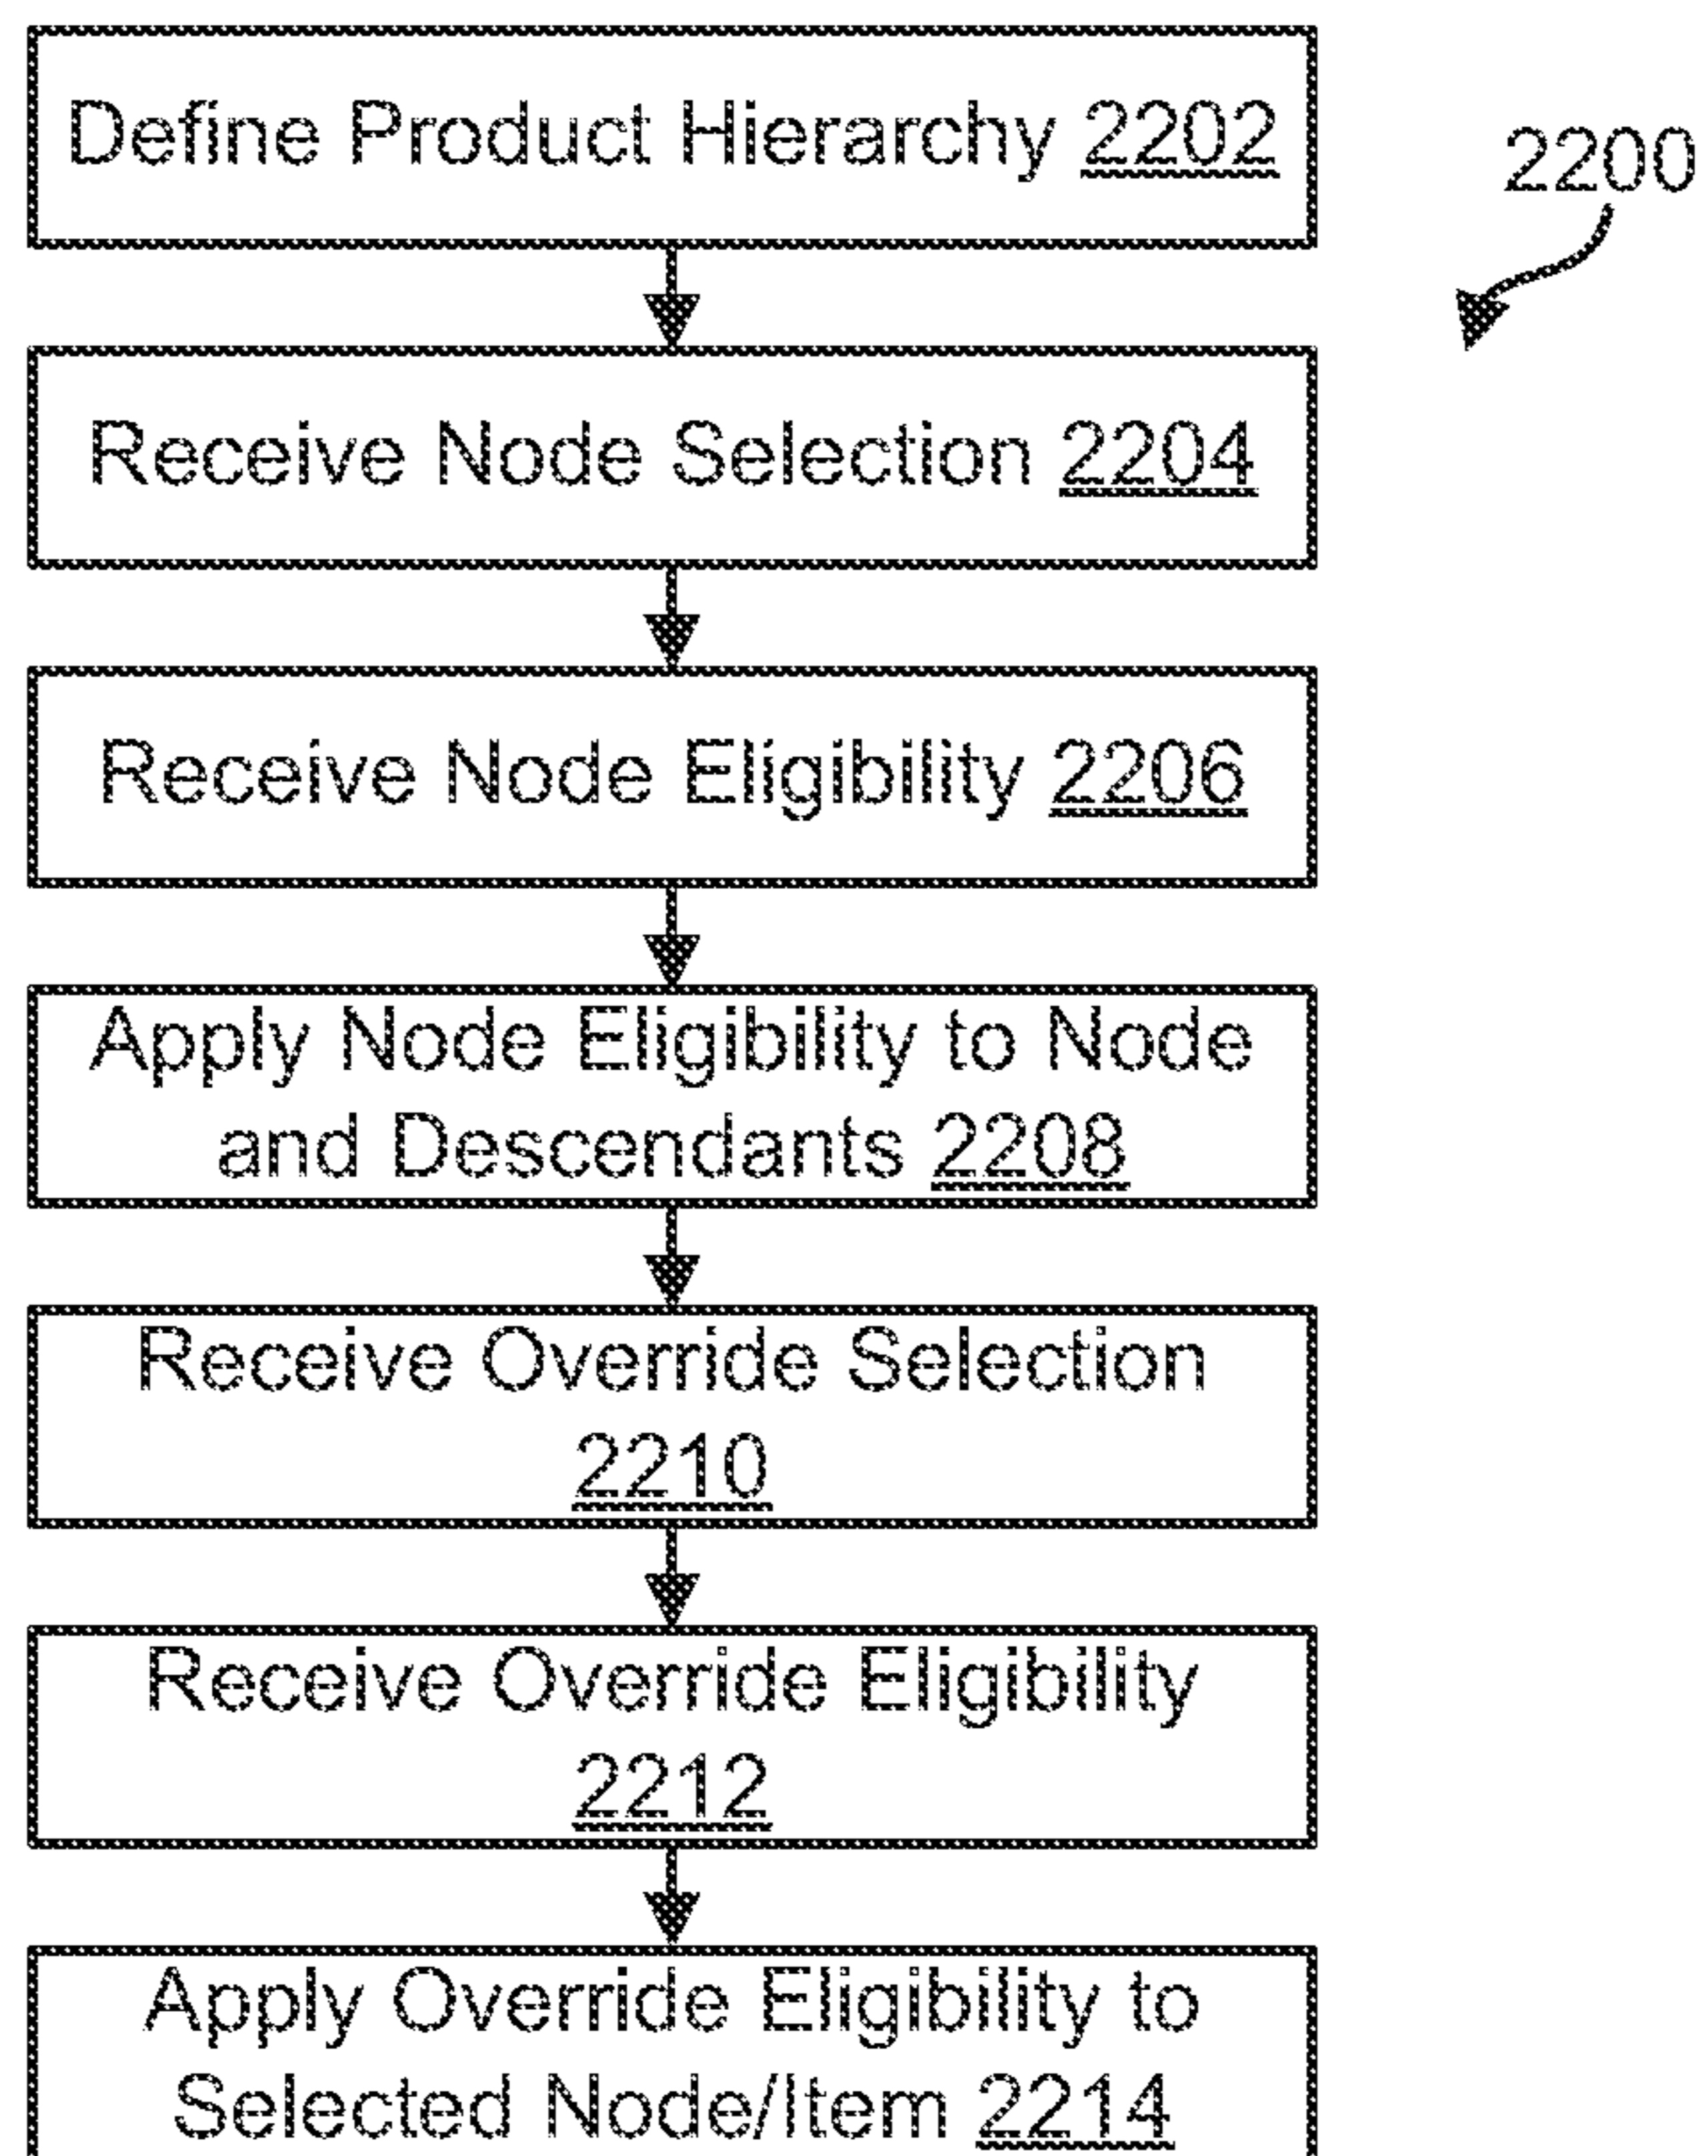 Define Product Hierarchy 2202
2200
Receive Node Selection 2204
Receive Node Eligibility 2206
Apply Node Eligibility to Node
and Descendants 2208
Receive Override Selection
2210
Receive Override Eligibility
2212
Apply Override Eligibility to
Selected Node/Item 2214